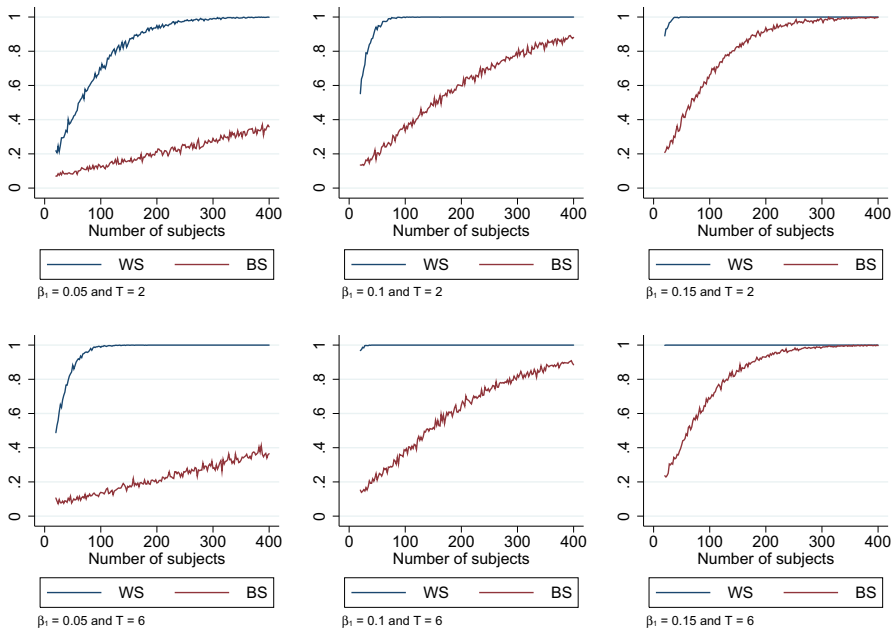 1
.8
.6
.4
.2
0
0 100 200 300 400
Number of subjects
WS BS
β₁ = 0.05 and T = 2
1
.8
.6
.4
.2
0
0 100 200 300 400
Number of subjects
WS BS
β₁ = 0.1 and T = 2
1
.8
.6
.4
.2
0
0 100 200 300 400
Number of subjects
WS BS
β₁ = 0.15 and T = 2
1
.8
.6
.4
.2
0
0 100 200 300 400
Number of subjects
WS BS
β₁ = 0.05 and T = 6
1
.8
.6
.4
.2
0
0 100 200 300 400
Number of subjects
WS BS
β₁ = 0.1 and T = 6
1
.8
.6
.4
.2
0
0 100 200 300 400
Number of subjects
WS BS
β₁ = 0.15 and T = 6